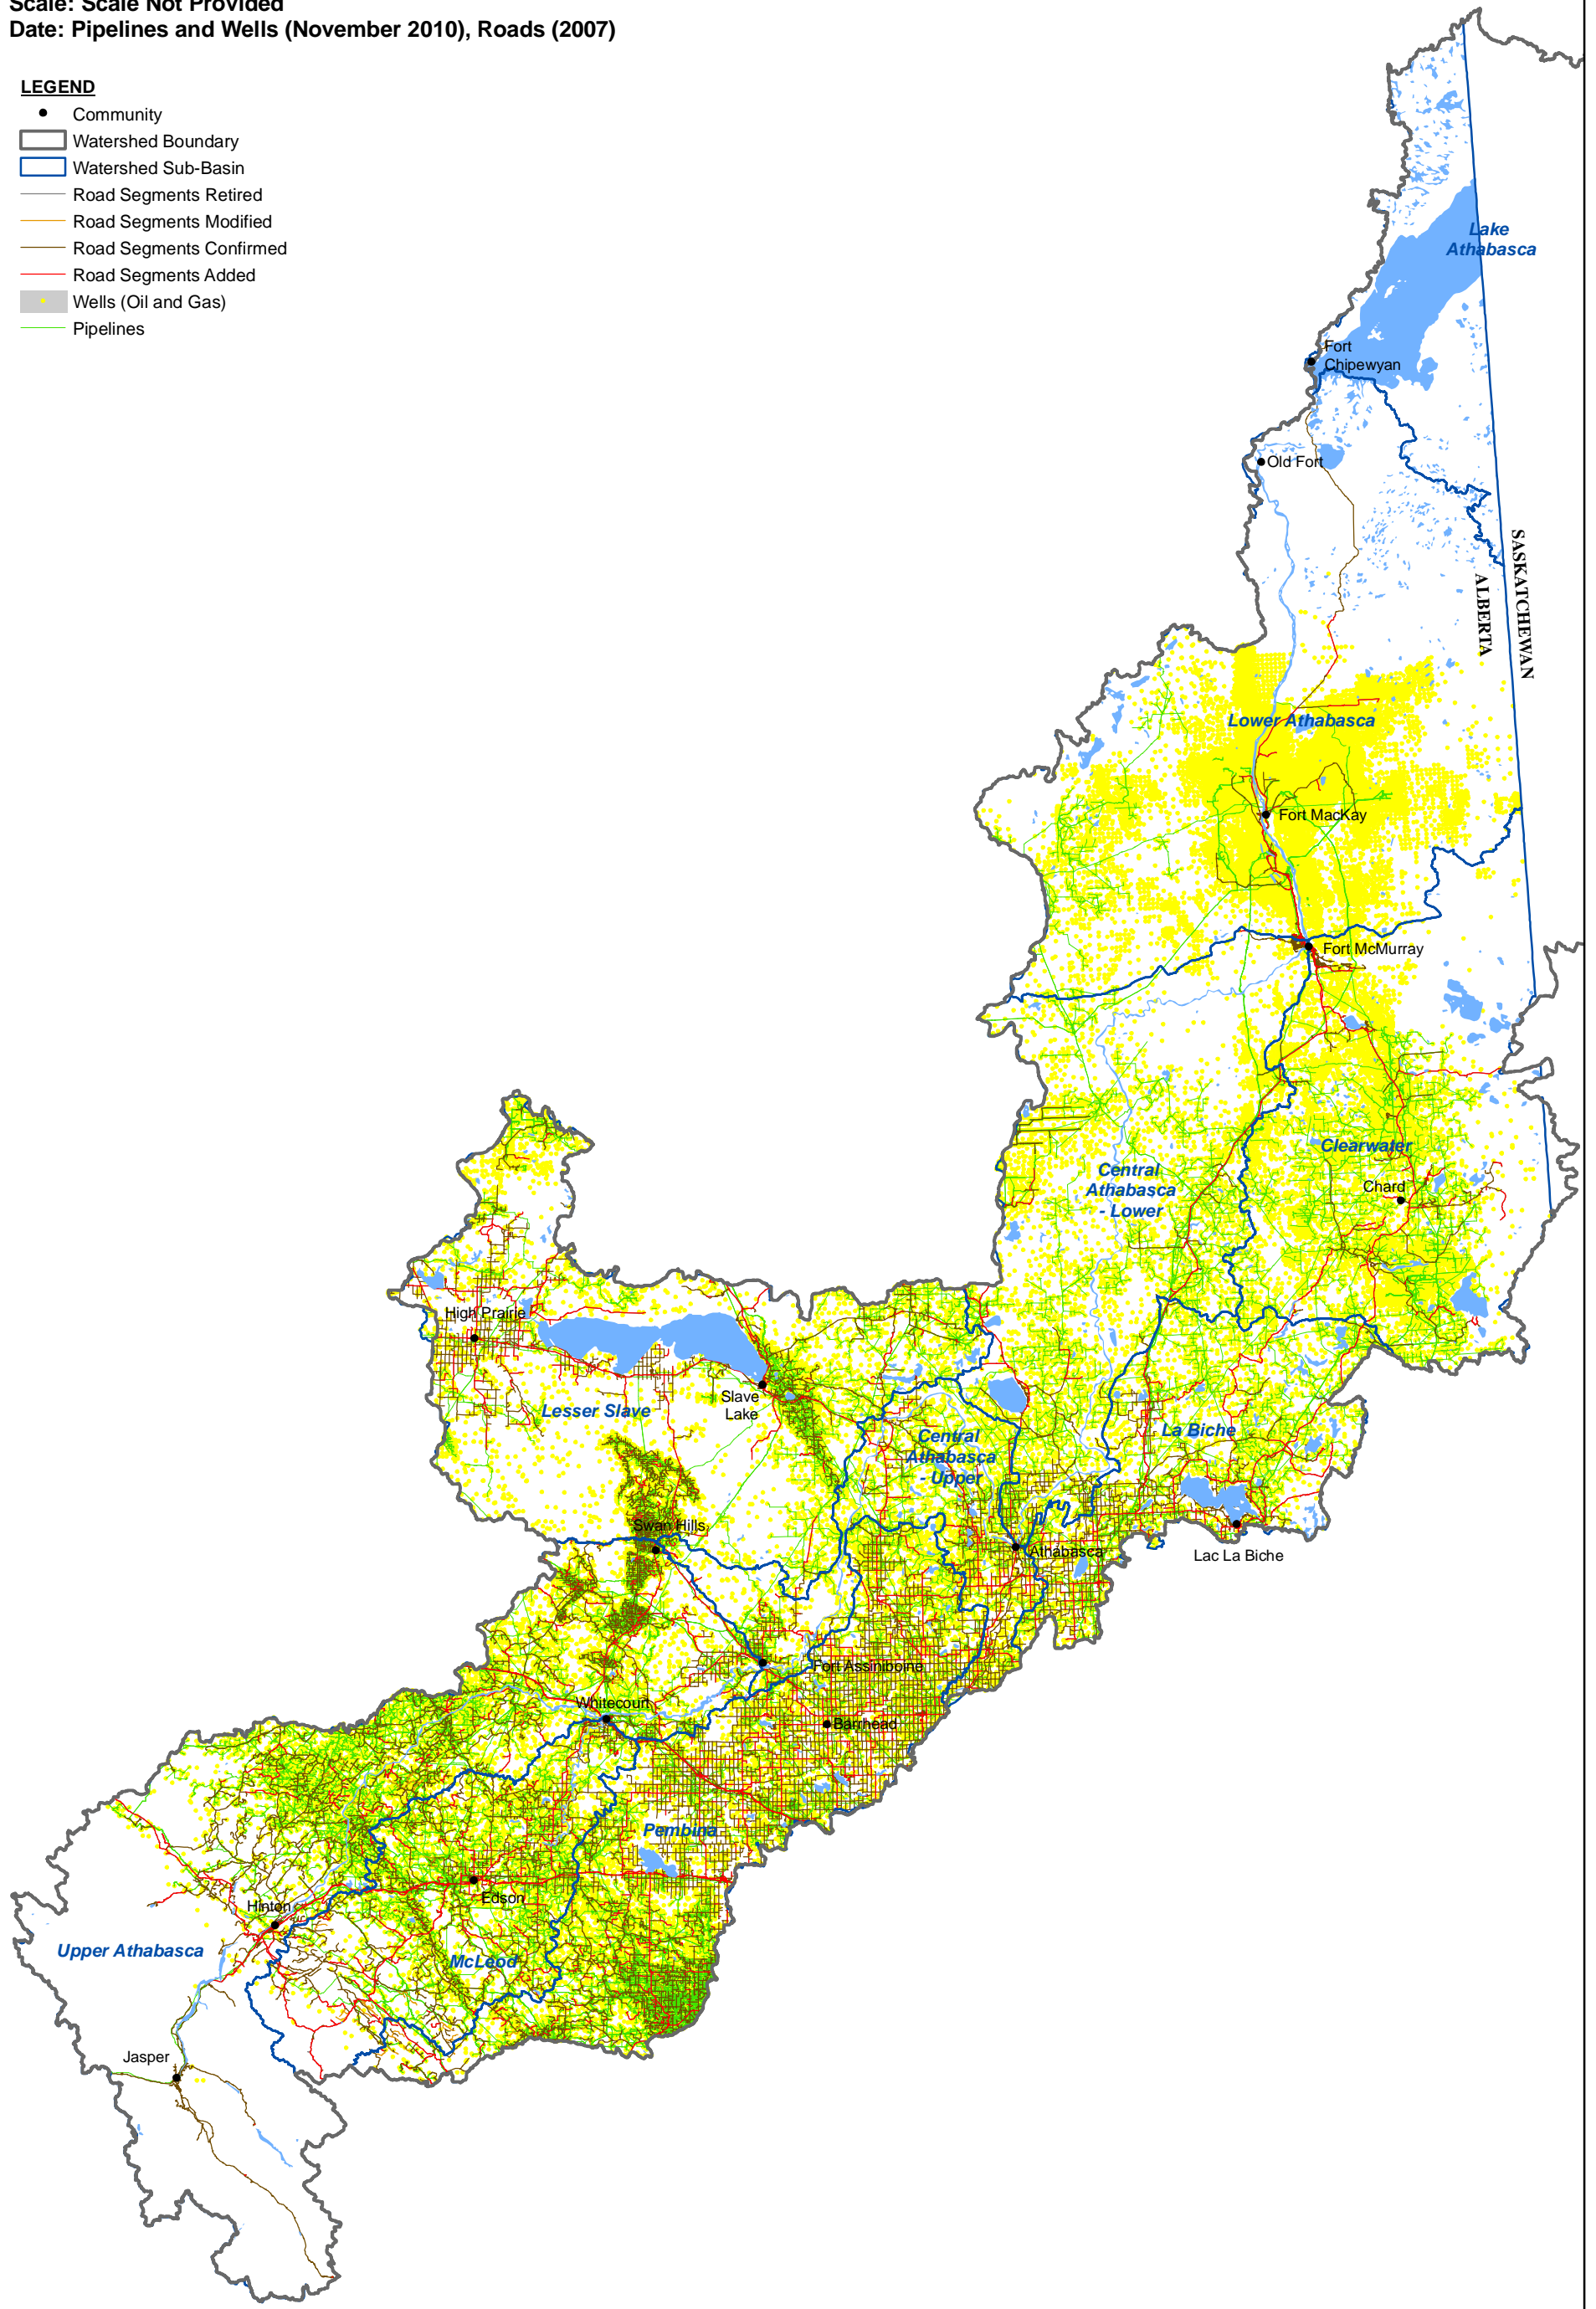 Scale: Scale Not Provided
Date: Pipelines and Wells (November 2010), Roads (2007)
LEGEND
Community
Watershed Boundary
Watershed Sub-Basin
Road Segments Retired
Road Segments Modified
Road Segments Confirmed
Road Segments Added
Wells (Oil and Gas)
Pipelines
Lake
Athabasca
Fort
Chipewyan
Old Fort
SASKATCHEWAN
ALBERTA
Lower Athabasca
Fort MacKay
Fort McMurray
Clearwater
Central
Athabasca
- Lower
Chard
High Prairie
Slave
Lake
Lesser Slave
Central
Athabasca
- Upper
La Biche
Swan Hills
Athabasca
Lac La Biche
Fort Assiniboine
Whitecourt
Barrhead
Pembina
Edson
Hinton
Upper Athabasca
McLeod
Jasper